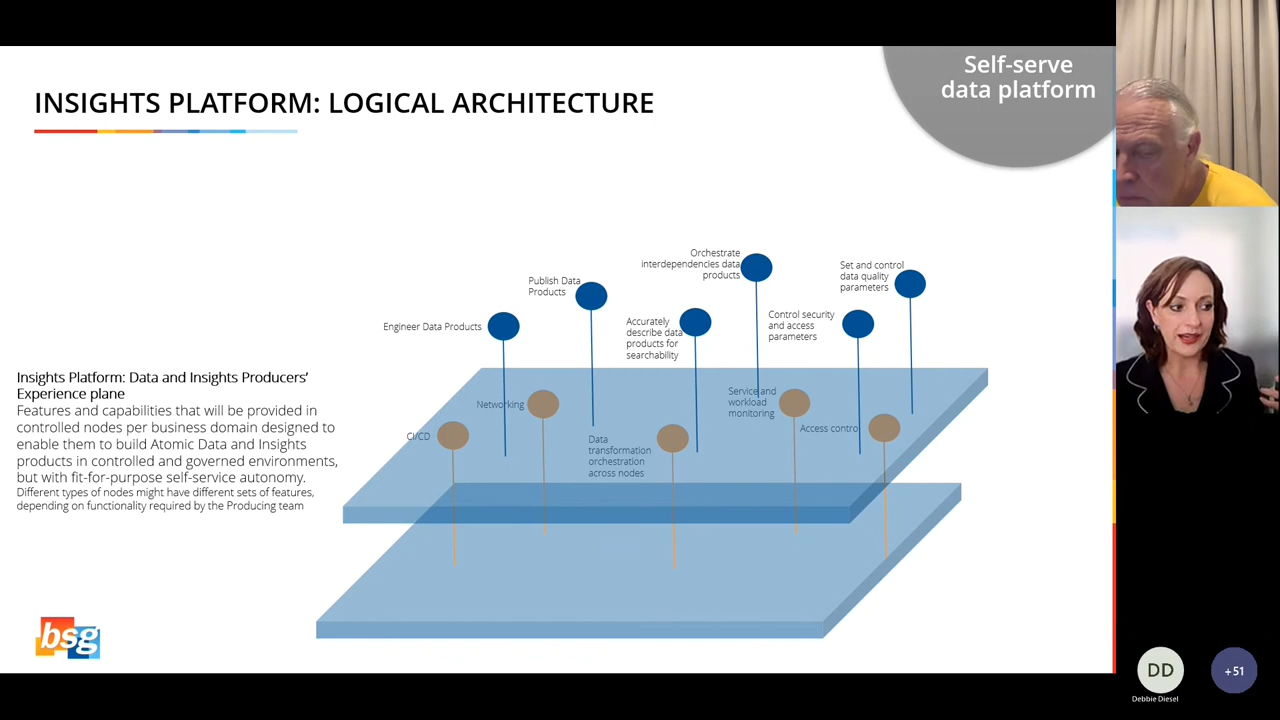 Self-serve
data platform
INSIGHTS PLATFORM: LOGICAL ARCHITECTURE
Orchestrate
interdependencies data
products
Set and control
data quality
parameters
Publish Data
Products
Engineer Data Products
Accurately
describe data
products for
searchability
Control security
and access
parameters
Insights Platform: Data and Insights Producers’
Experience plane
Features and capabilities that will be provided in
controlled nodes per business domain designed to
enable them to build Atomic Data and Insights
products in controlled and governed environments,
but with fit-for-purpose self-service autonomy.
Different types of nodes might have different sets of features,
depending on functionality required by the Producing team
Networking
Service and
workload
monitoring
CI/CD
Data
transformation
orchestration
across nodes
Access control
bsg
DD
+51
Debbie Diesel